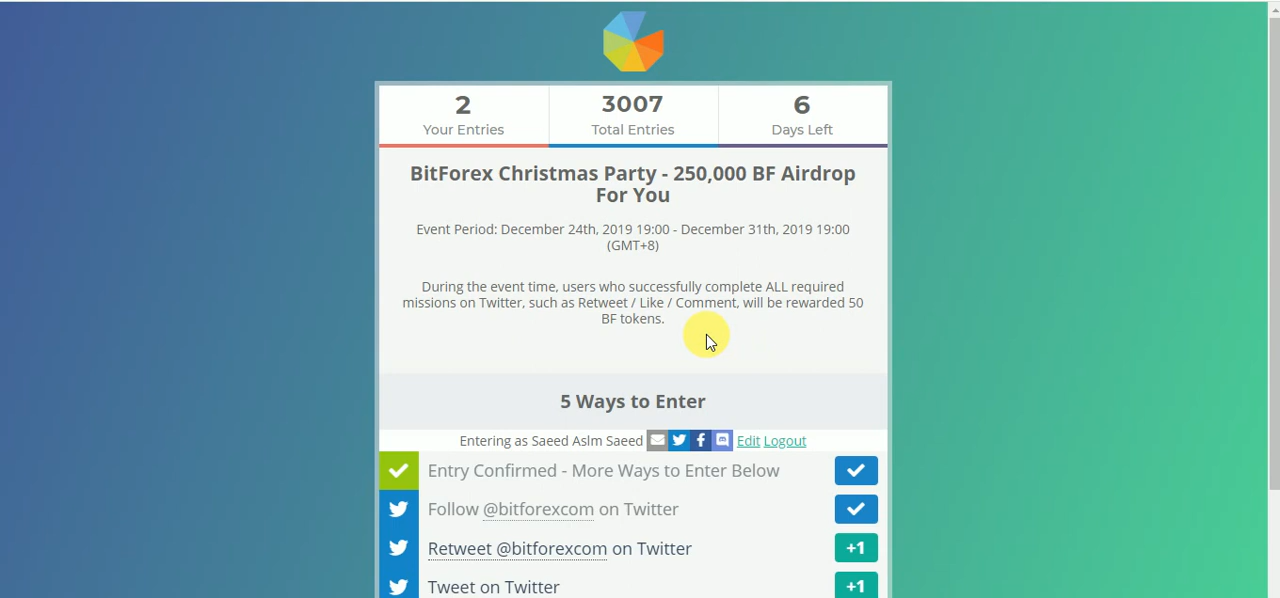 2 3007 6
Your Entries Total Entries Days Left
BitForex Christmas Party - 250,000 BF Airdrop
For You
Event Period: December 24th, 2019 19:00 - December 31th, 2019 19:00
(GMT+8)
During the event time, users who successfully complete ALL required
missions on Twitter, such as Retweet / Like / Comment, will be rewarded 50
BF tokens.
5 Ways to Enter
Entering as Saeed Aslm Saeed Edit Logout
Entry Confirmed - More Ways to Enter Below
Follow @bitforexcom on Twitter
Retweet @bitforexcom on Twitter +1
Tweet on Twitter +1